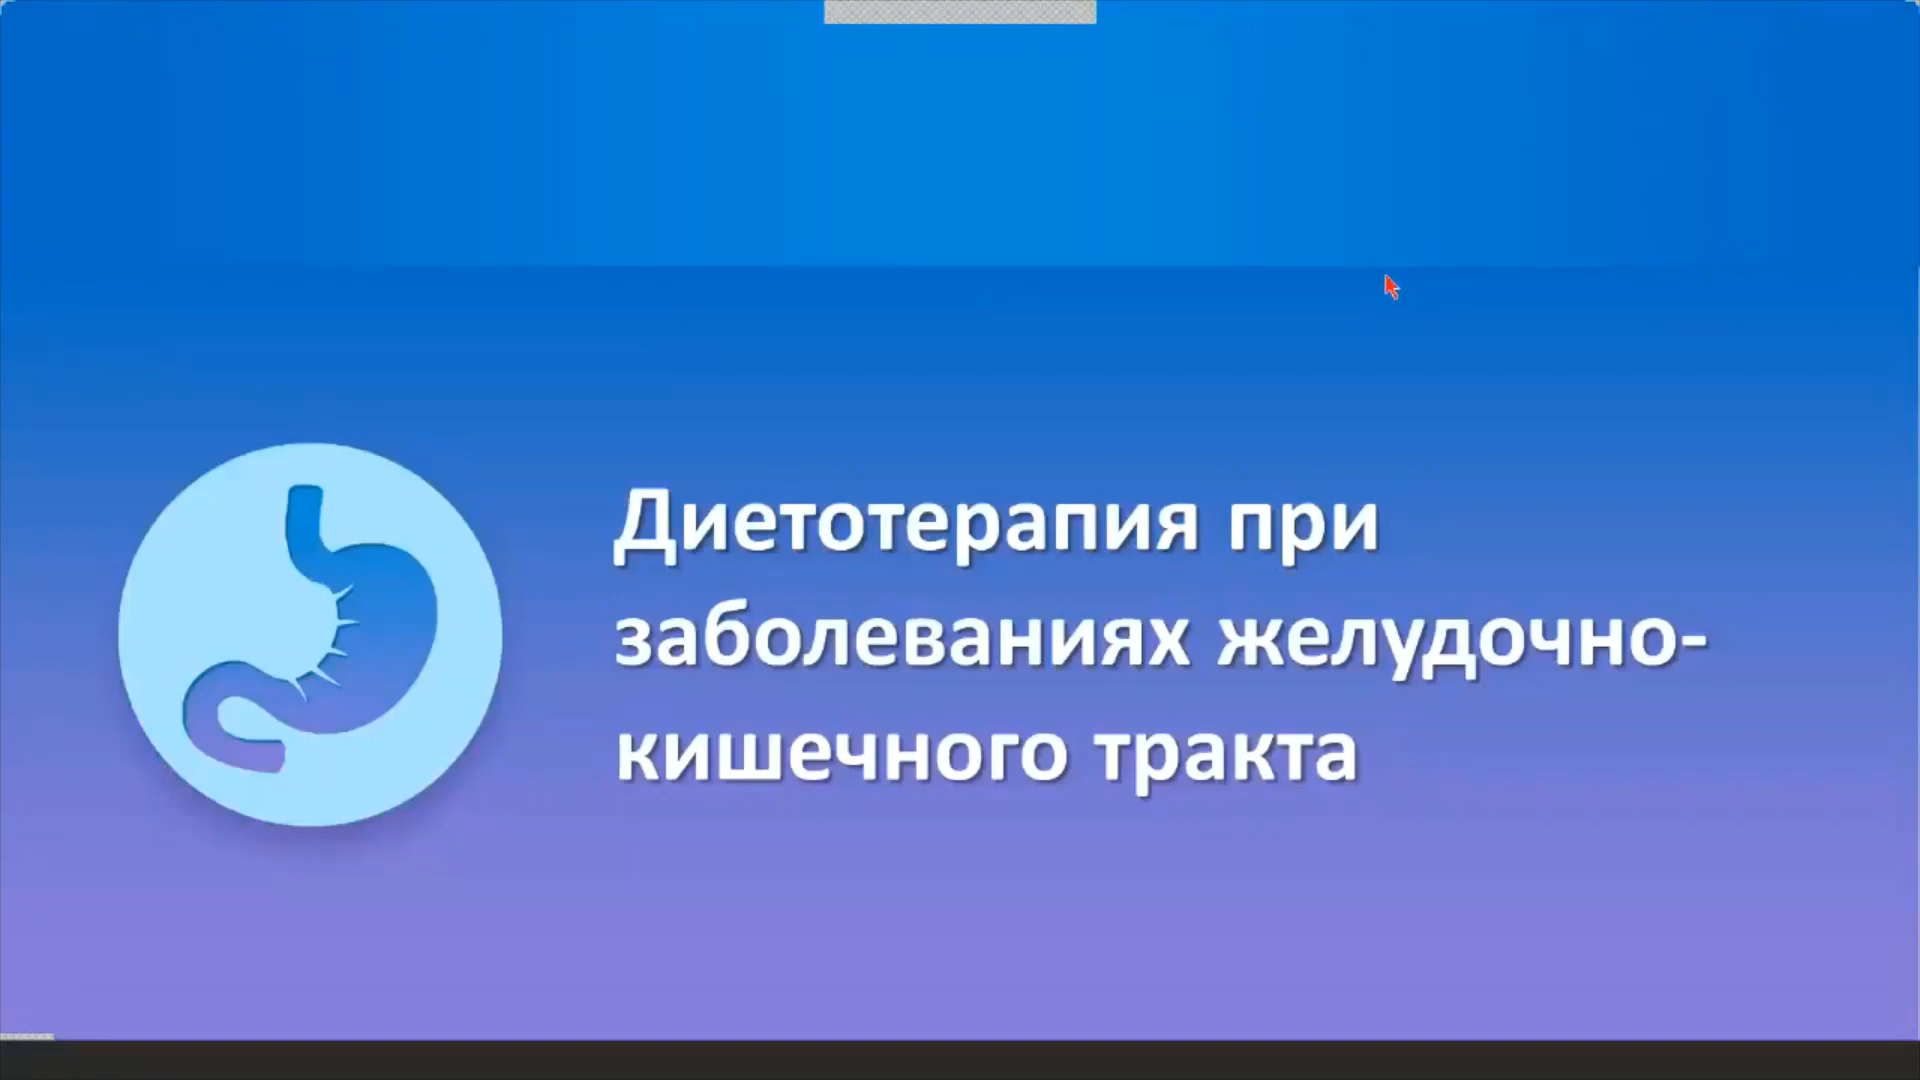 Диетотерапия при
заболеваниях желудочно-
кишечного тракта